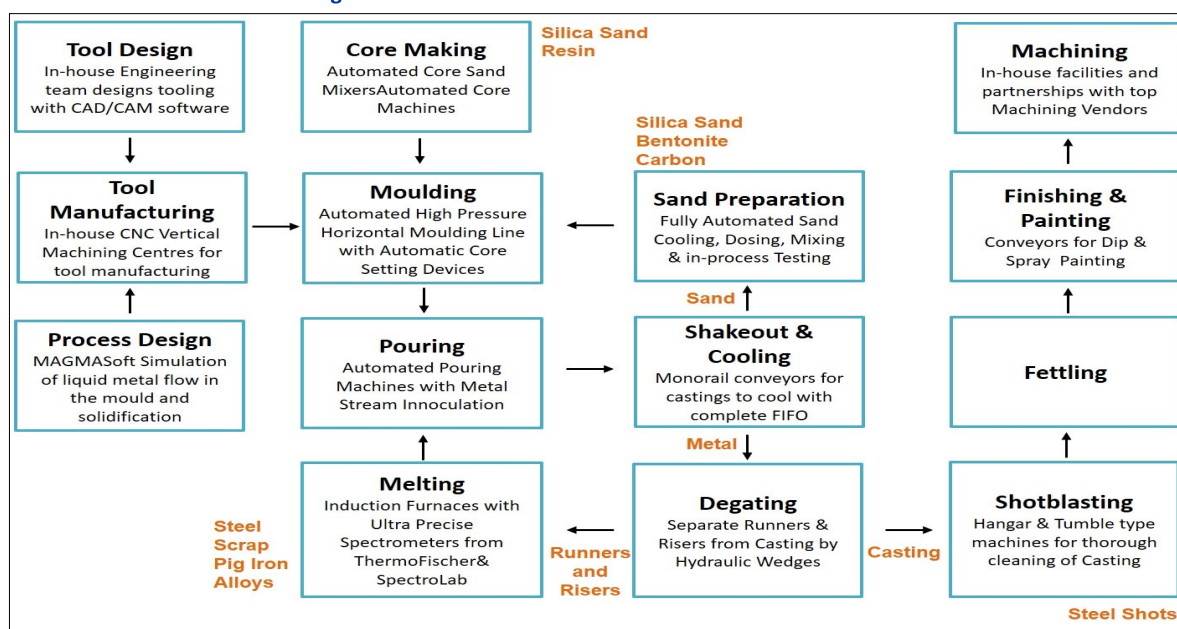 Tool Design
In-house Engineering
team designs tooling
with CAD/CAM software
Core Making
Automated Core Sand
MixersAutomated Core
Machines
Silica Sand
Resin
Machining
In-house facilities and
partnerships with top
Machining Vendors
Silica Sand
Bentonite
Carbon
Tool
Manufacturing
In-house CNC Vertical
Machining Centres for
tool manufacturing
Moulding
Automated High Pressure
Horizontal Moulding Line
with Automatic Core
Setting Devices
Sand Preparation
Fully Automated Sand
Cooling, Dosing, Mixing
& in-process Testing
Finishing &
Painting
Conveyors for Dip &
Spray Painting
Sand
Process Design
MAGMASoft Simulation
of liquid metal flow in
the mould and
solidification
Pouring
Automated Pouring
Machines with Metal
Stream Innoculation
Shakeout &
Cooling
Monorail conveyors for
castings to cool with
complete FIFO
Fettling
Metal
Steel
Scrap
Pig Iron
Alloys
Melting
Induction Furnaces with
Ultra Precise
Spectrometers from
ThermoFischer&
SpectroLab
Runners
and
Risers
Degating
Separate Runners &
Risers from Casting by
Hydraulic Wedges
Casting
Shotblasting
Hangar & Tumble type
machines for thorough
cleaning of Casting
Steel Shots